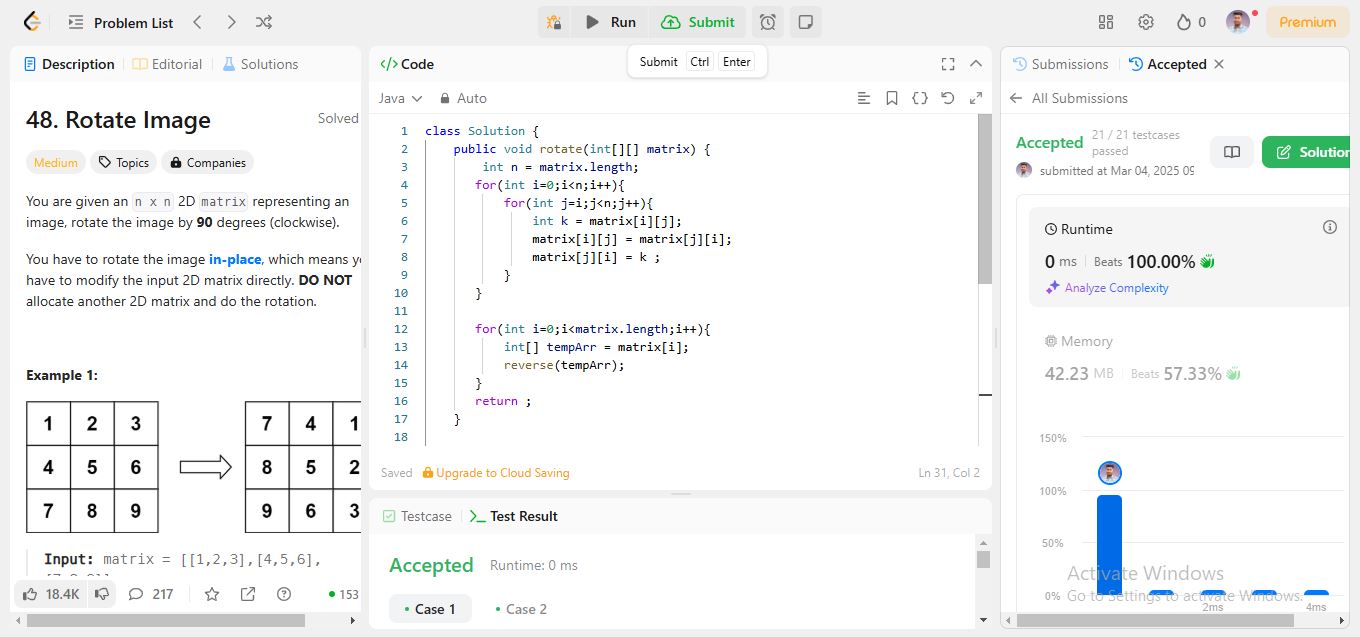 Problem List
Run
Submit
0
Premium
Submit Ctrl Enter
Description
Editorial
Solutions
48. Rotate Image
Solved
Medium
Topics
Companies
You are given an n x n 2D matrix representing an
image, rotate the image by 90 degrees (clockwise).
You have to rotate the image in-place, which means y
have to modify the input 2D matrix directly. DO NOT
allocate another 2D matrix and do the rotation.
Example 1:
1 2 3
4 5 6
7 8 9
7 4 1
8 5 2
9 6 3
Input: matrix = [[1,2,3],[4,5,6],
18.4K
217
153
</> Code
Java
Auto
1 class Solution {
2 public void rotate(int[][] matrix) {
3 int n = matrix.length;
4 for(int i=0;i<n;i++){
5 for(int j=i;j<n;j++){
6 int k = matrix[i][j];
7 matrix[i][j] = matrix[j][i];
8 matrix[j][i] = k ;
9 }
10 }
11
12 for(int i=0;i<matrix.length;i++){
13 int[] tempArr = matrix[i];
14 reverse(tempArr);
15 }
16 return ;
17 }
18
Saved
Upgrade to Cloud Saving
Ln 31, Col 2
Testcase
Test Result
Accepted
Runtime: 0 ms
Case 1
Case 2
Submissions
Accepted
All Submissions
Accepted
21 / 21 testcases
passed
submitted at Mar 04, 2025 09
Solution
Runtime
0 ms
Beats 100.00%
Analyze Complexity
Memory
42.23 MB
Beats 57.33%
150%
100%
50%
0%
2ms
4ms
Activate Windows
Go to Settings to activate Windows.